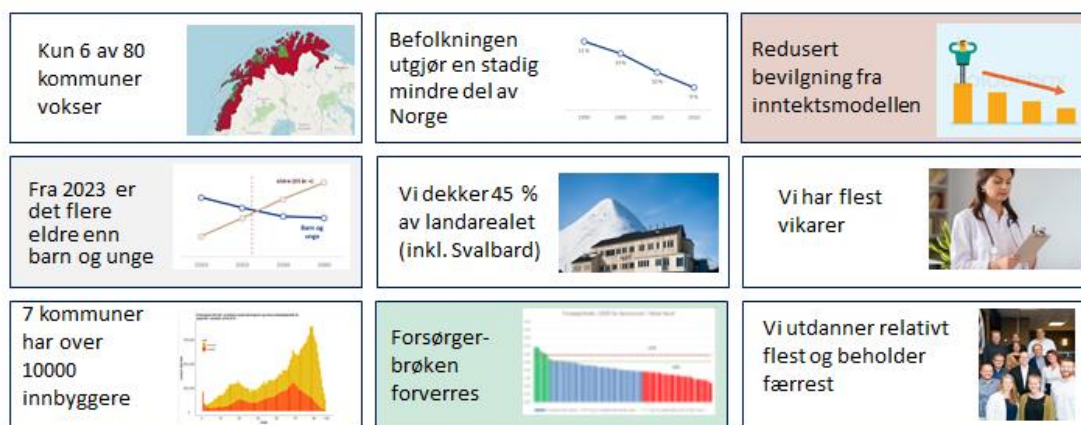 Kun 6 av 80
kommuner
vokser
Befolkningen
utgjør en stadig
mindre del av
Norge
Redusert
bevilgning fra
inntektsmodellen
Fra 2023 er
det flere
eldre enn
barn og unge
Barn og
unge
Vi dekker 45 %
av landarealet
(inkl. Svalbard)
Vi har flest
vikarer
7 kommuner
har over
10000
innbyggere
Forsørger-
brøken
forverres
Vi utdanner relativt
flest og beholder
færrest